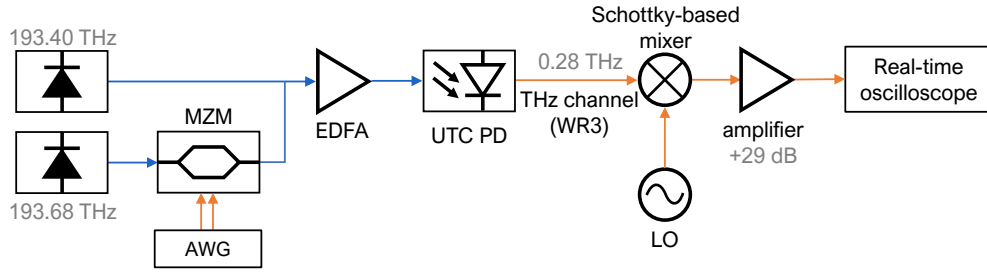 193.40 THz
MZM
193.68 THz
AWG
EDFA
UTC PD
0.28 THz
THz channel
(WR3)
Schottky-based
mixer
LO
amplifier
+29 dB
Real-time
oscilloscope